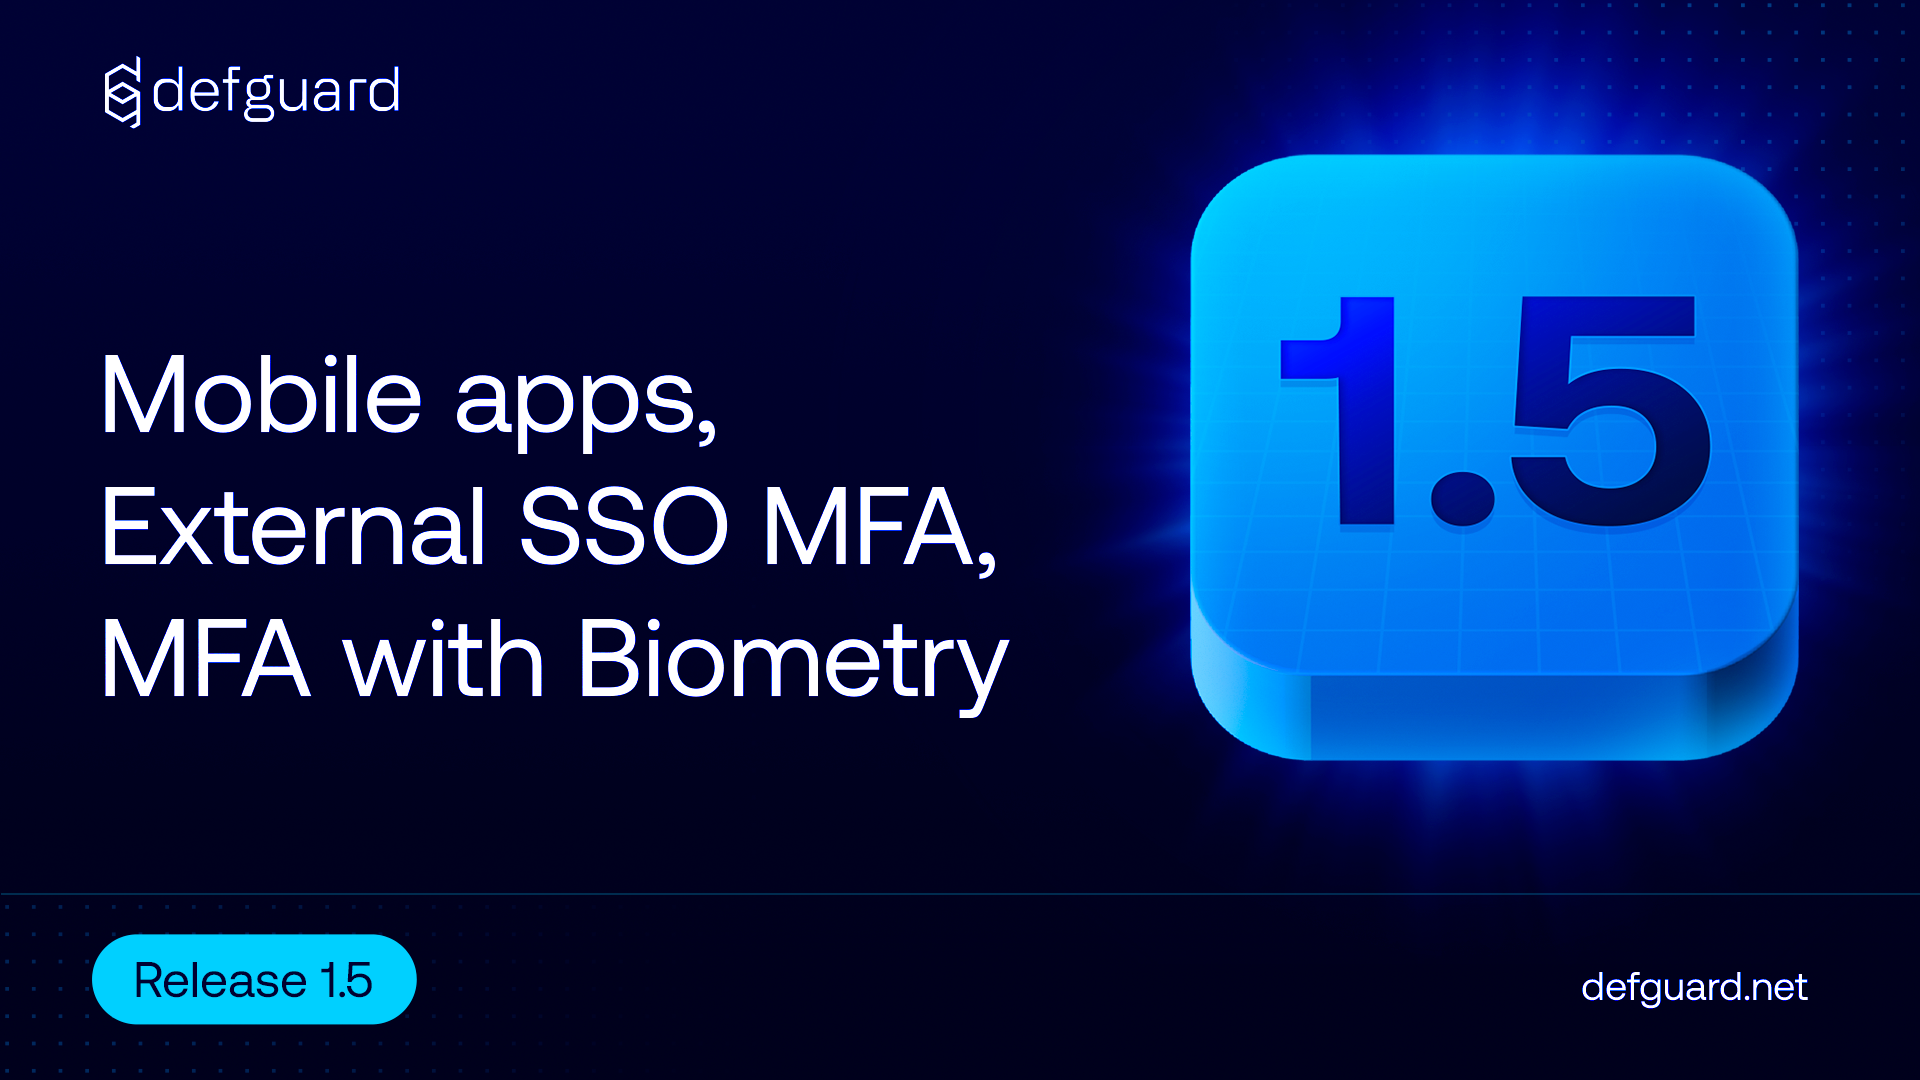 defguard
Mobile apps,
External SSO MFA,
MFA with Biometry
1.5
Release 1.5
defguard.net